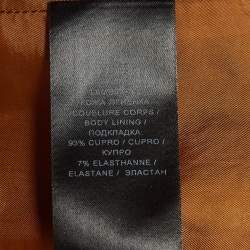 КОЖА ЯГНЕНКА
DOUBLURE CORPS /
BODY LINING /
ПОДКЛАДКА
93% CUPRO / CUPRO /
КУПРО
7% ELASTHANNE /
ELASTANE / ЭЛАСТАН